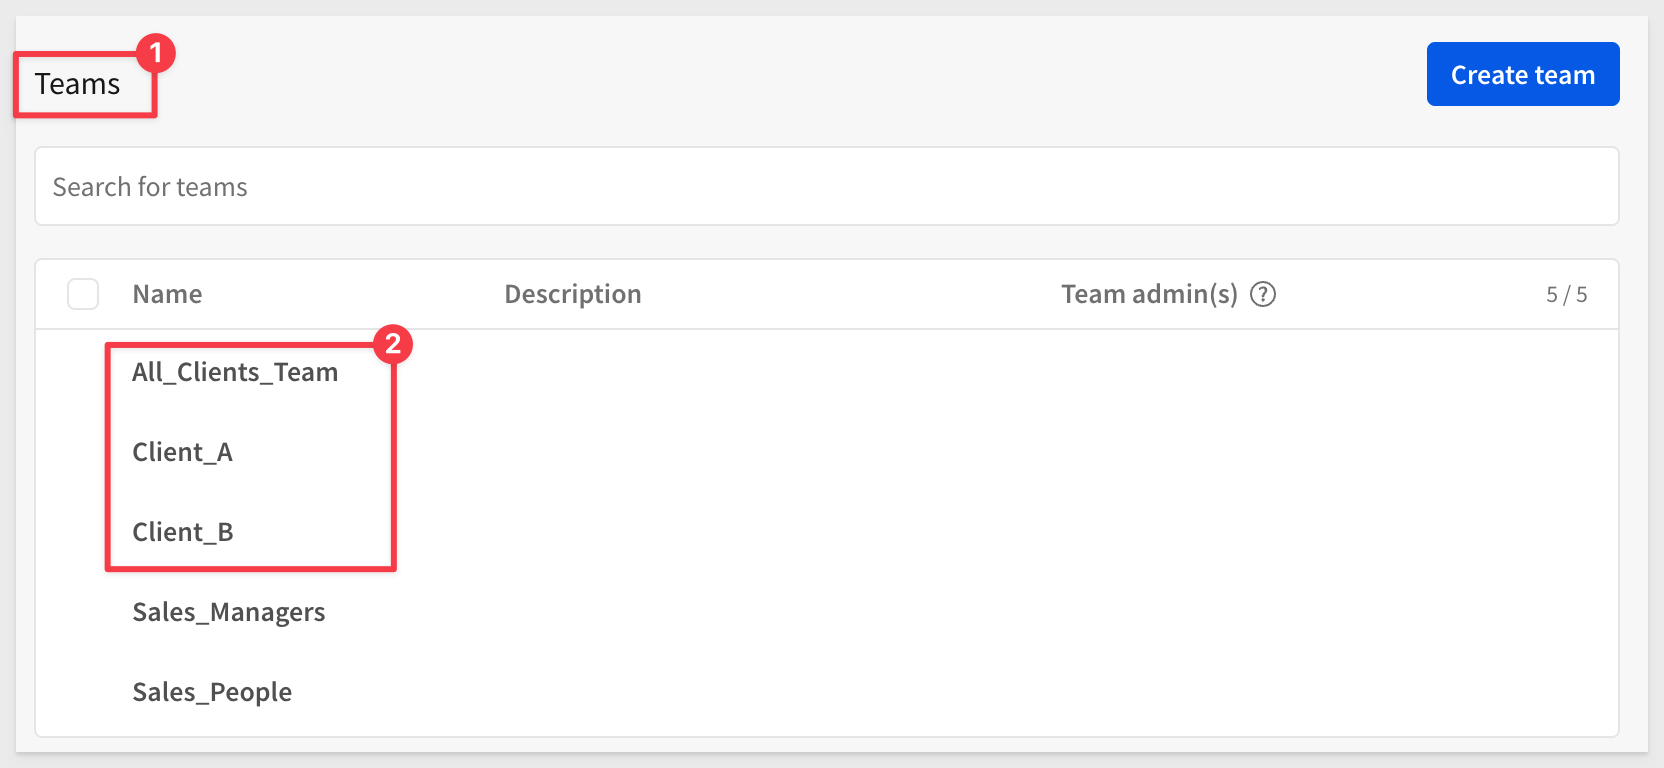 1
Teams
Create team
Search for teams
Name Description Team admin(s) ? 5 / 5
2
All_Clients_Team
Client_A
Client_B
Sales_Managers
Sales_People